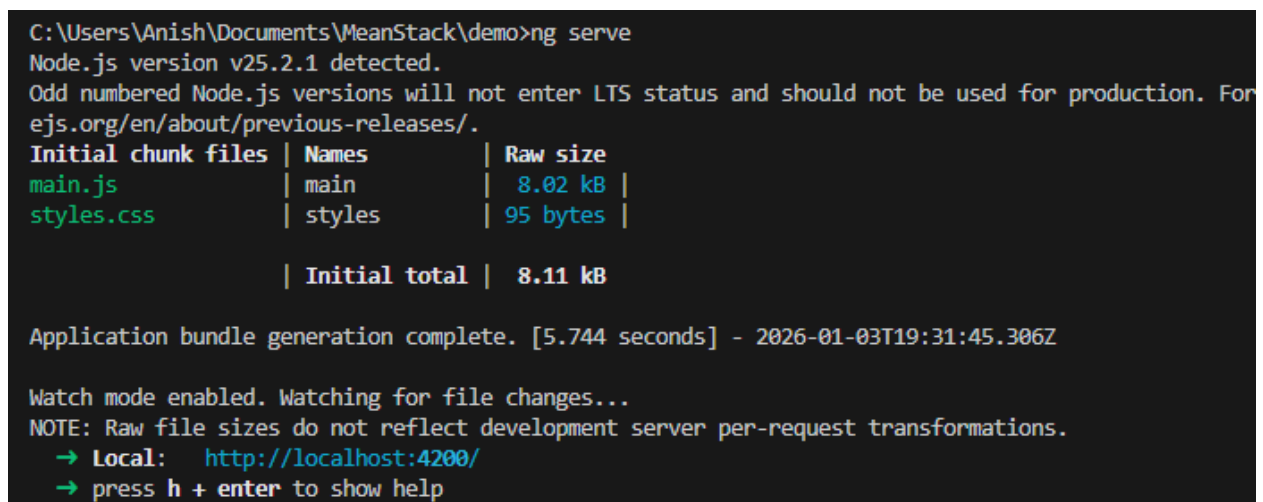 C:\Users\Anish\Documents\MeanStack\demo>ng serve
Node.js version v25.2.1 detected.
Odd numbered Node.js versions will not enter LTS status and should not be used for production. For
ejs.org/en/about/previous-releases/.
Initial chunk files | Names         | Raw size
main.js             | main          |  8.02 kB |
styles.css          | styles        | 95 bytes |
                    | Initial total |  8.11 kB
Application bundle generation complete. [5.744 seconds] - 2026-01-03T19:31:45.306Z
Watch mode enabled. Watching for file changes...
NOTE: Raw file sizes do not reflect development server per-request transformations.
  ➜ Local:   http://localhost:4200/
  ➜ press h + enter to show help